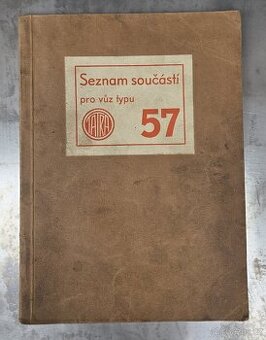 Seznam součástí
pro vůz typu
TATRA
57